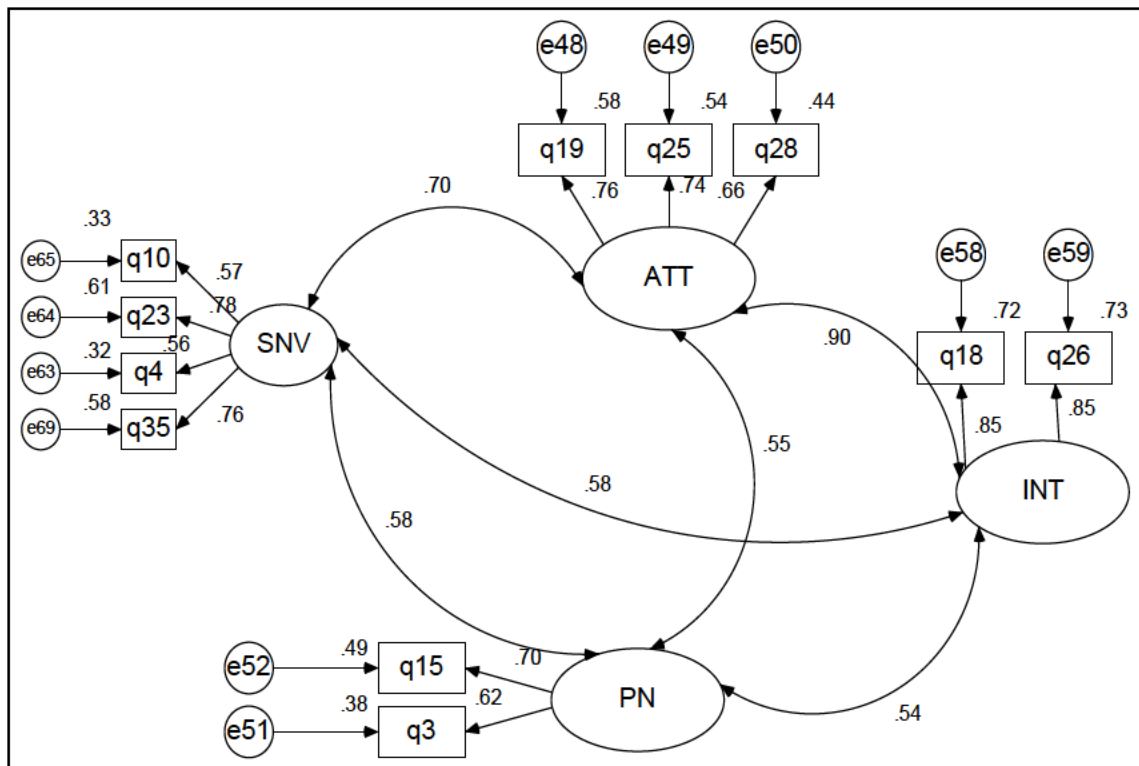 e48 e49 e50
.58 .54 .44
q19 q25 q28
.76 .74 .66
.70
.33
e65 q10
.57
e58 e59
ATT
.61
.78
e64 q23
.72 .73
SNV
.90
q18 q26
.32 .56
e63 q4
.58
.76
e69 q35
.85 .85
.55
.58
INT
.58
.49 .70
e52 q15
.62
.38
PN
.54
e51 q3